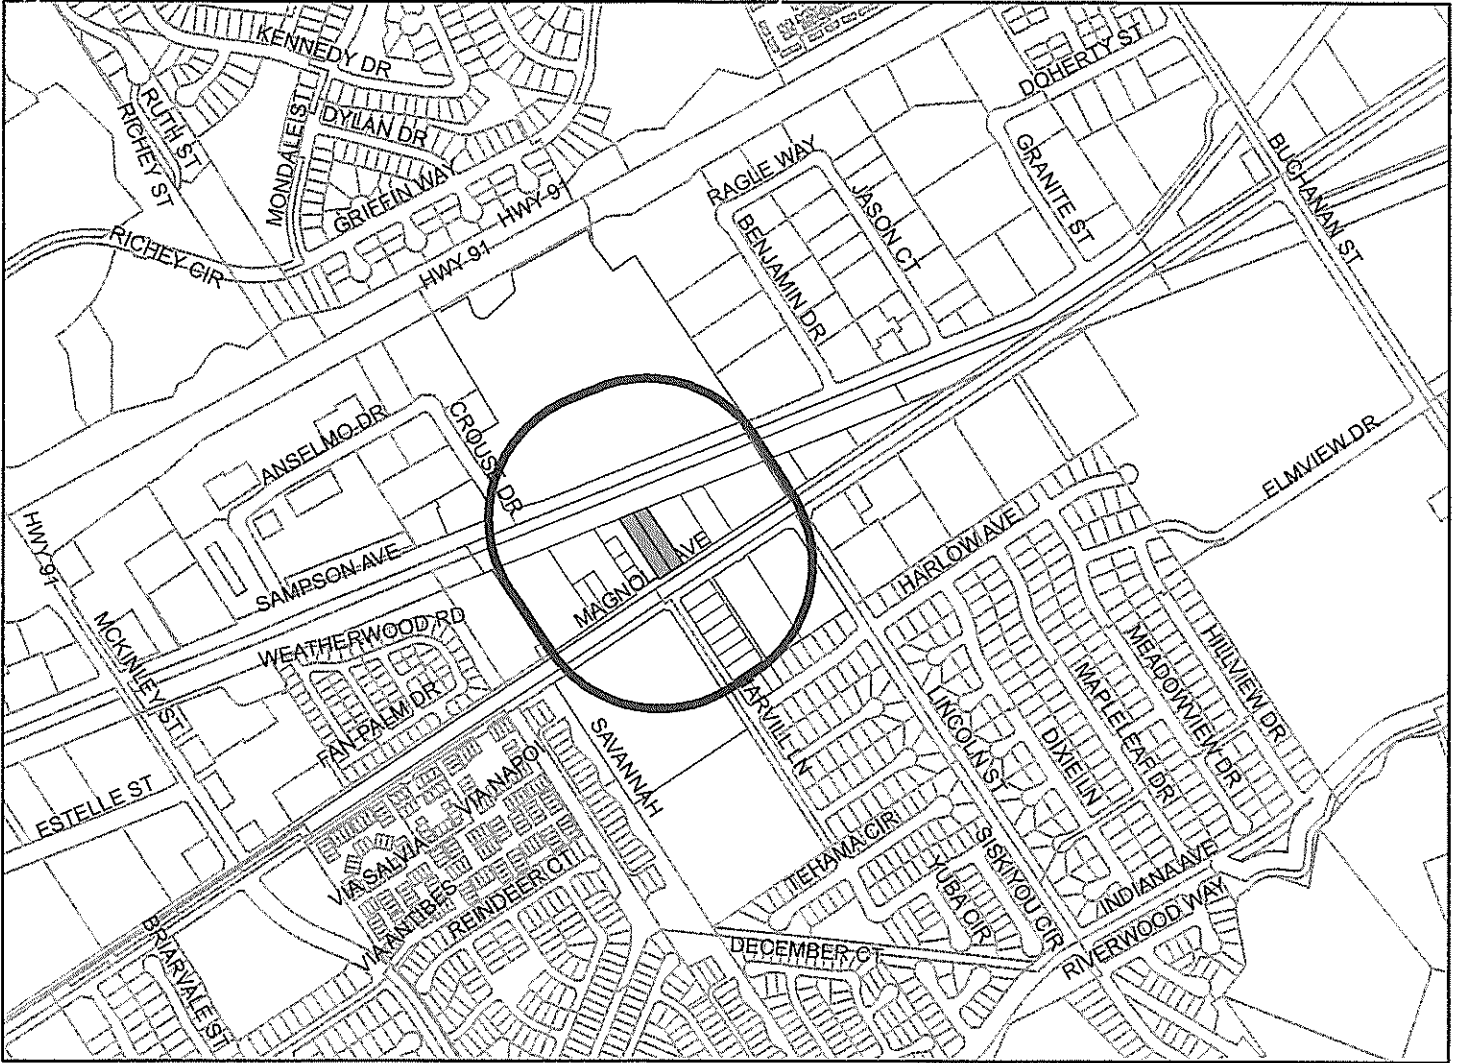 KENNEDY DR
DOHERTY ST
RUTH ST
RICHEY ST
MONDALE ST
DYLAN DR
GRIFFIN WAY
HWY 91
HWY 91
RICHEY CIR
RAGLE WAY
JASON CT
BENJAMIN DR
GRANITE ST
BUCHANAN ST
ANSELMO DR
CROUSE DR
ELMVIEW DR
HWY 91
SAMPSON AVE
MAGNOL AVE
HARLOW AVE
MCKINLEY ST
WEATHERWOOD RD
FAN PALM DR
HILLVIEW DR
MEADOWVIEW DR
MAPLELEAF DR
DIXIE LN
LINCOLN ST
ARVILL LN
SAVANNAH
VIA NAPOI
ESTELLE ST
VIA SALVIA
VIA ANTIBES
REINDEER CT
TEHAMA CIR
YUBA CIR
SISKIYOU CIR
INDIANA AVE
RIVERWOOD WAY
DECEMBER CT
BRIARVALE ST